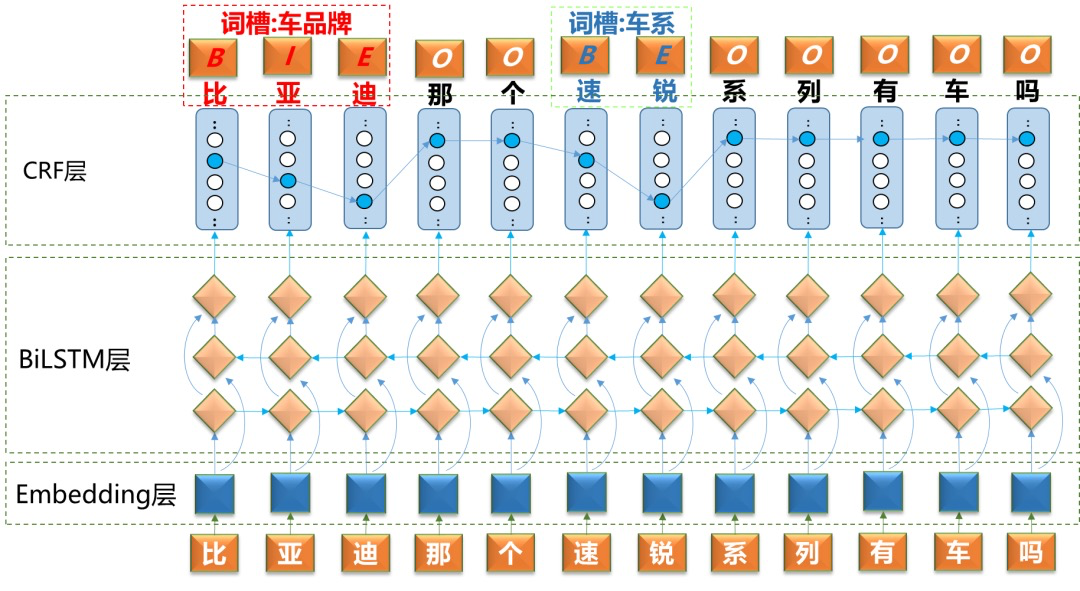 词槽:车品牌 词槽:车系
B I E O O B E O O O O O
比 亚 迪 那 个 速 锐 系 列 有 车 吗
CRF层
BiLSTM层
Embedding层
比 亚 迪 那 个 速 锐 系 列 有 车 吗